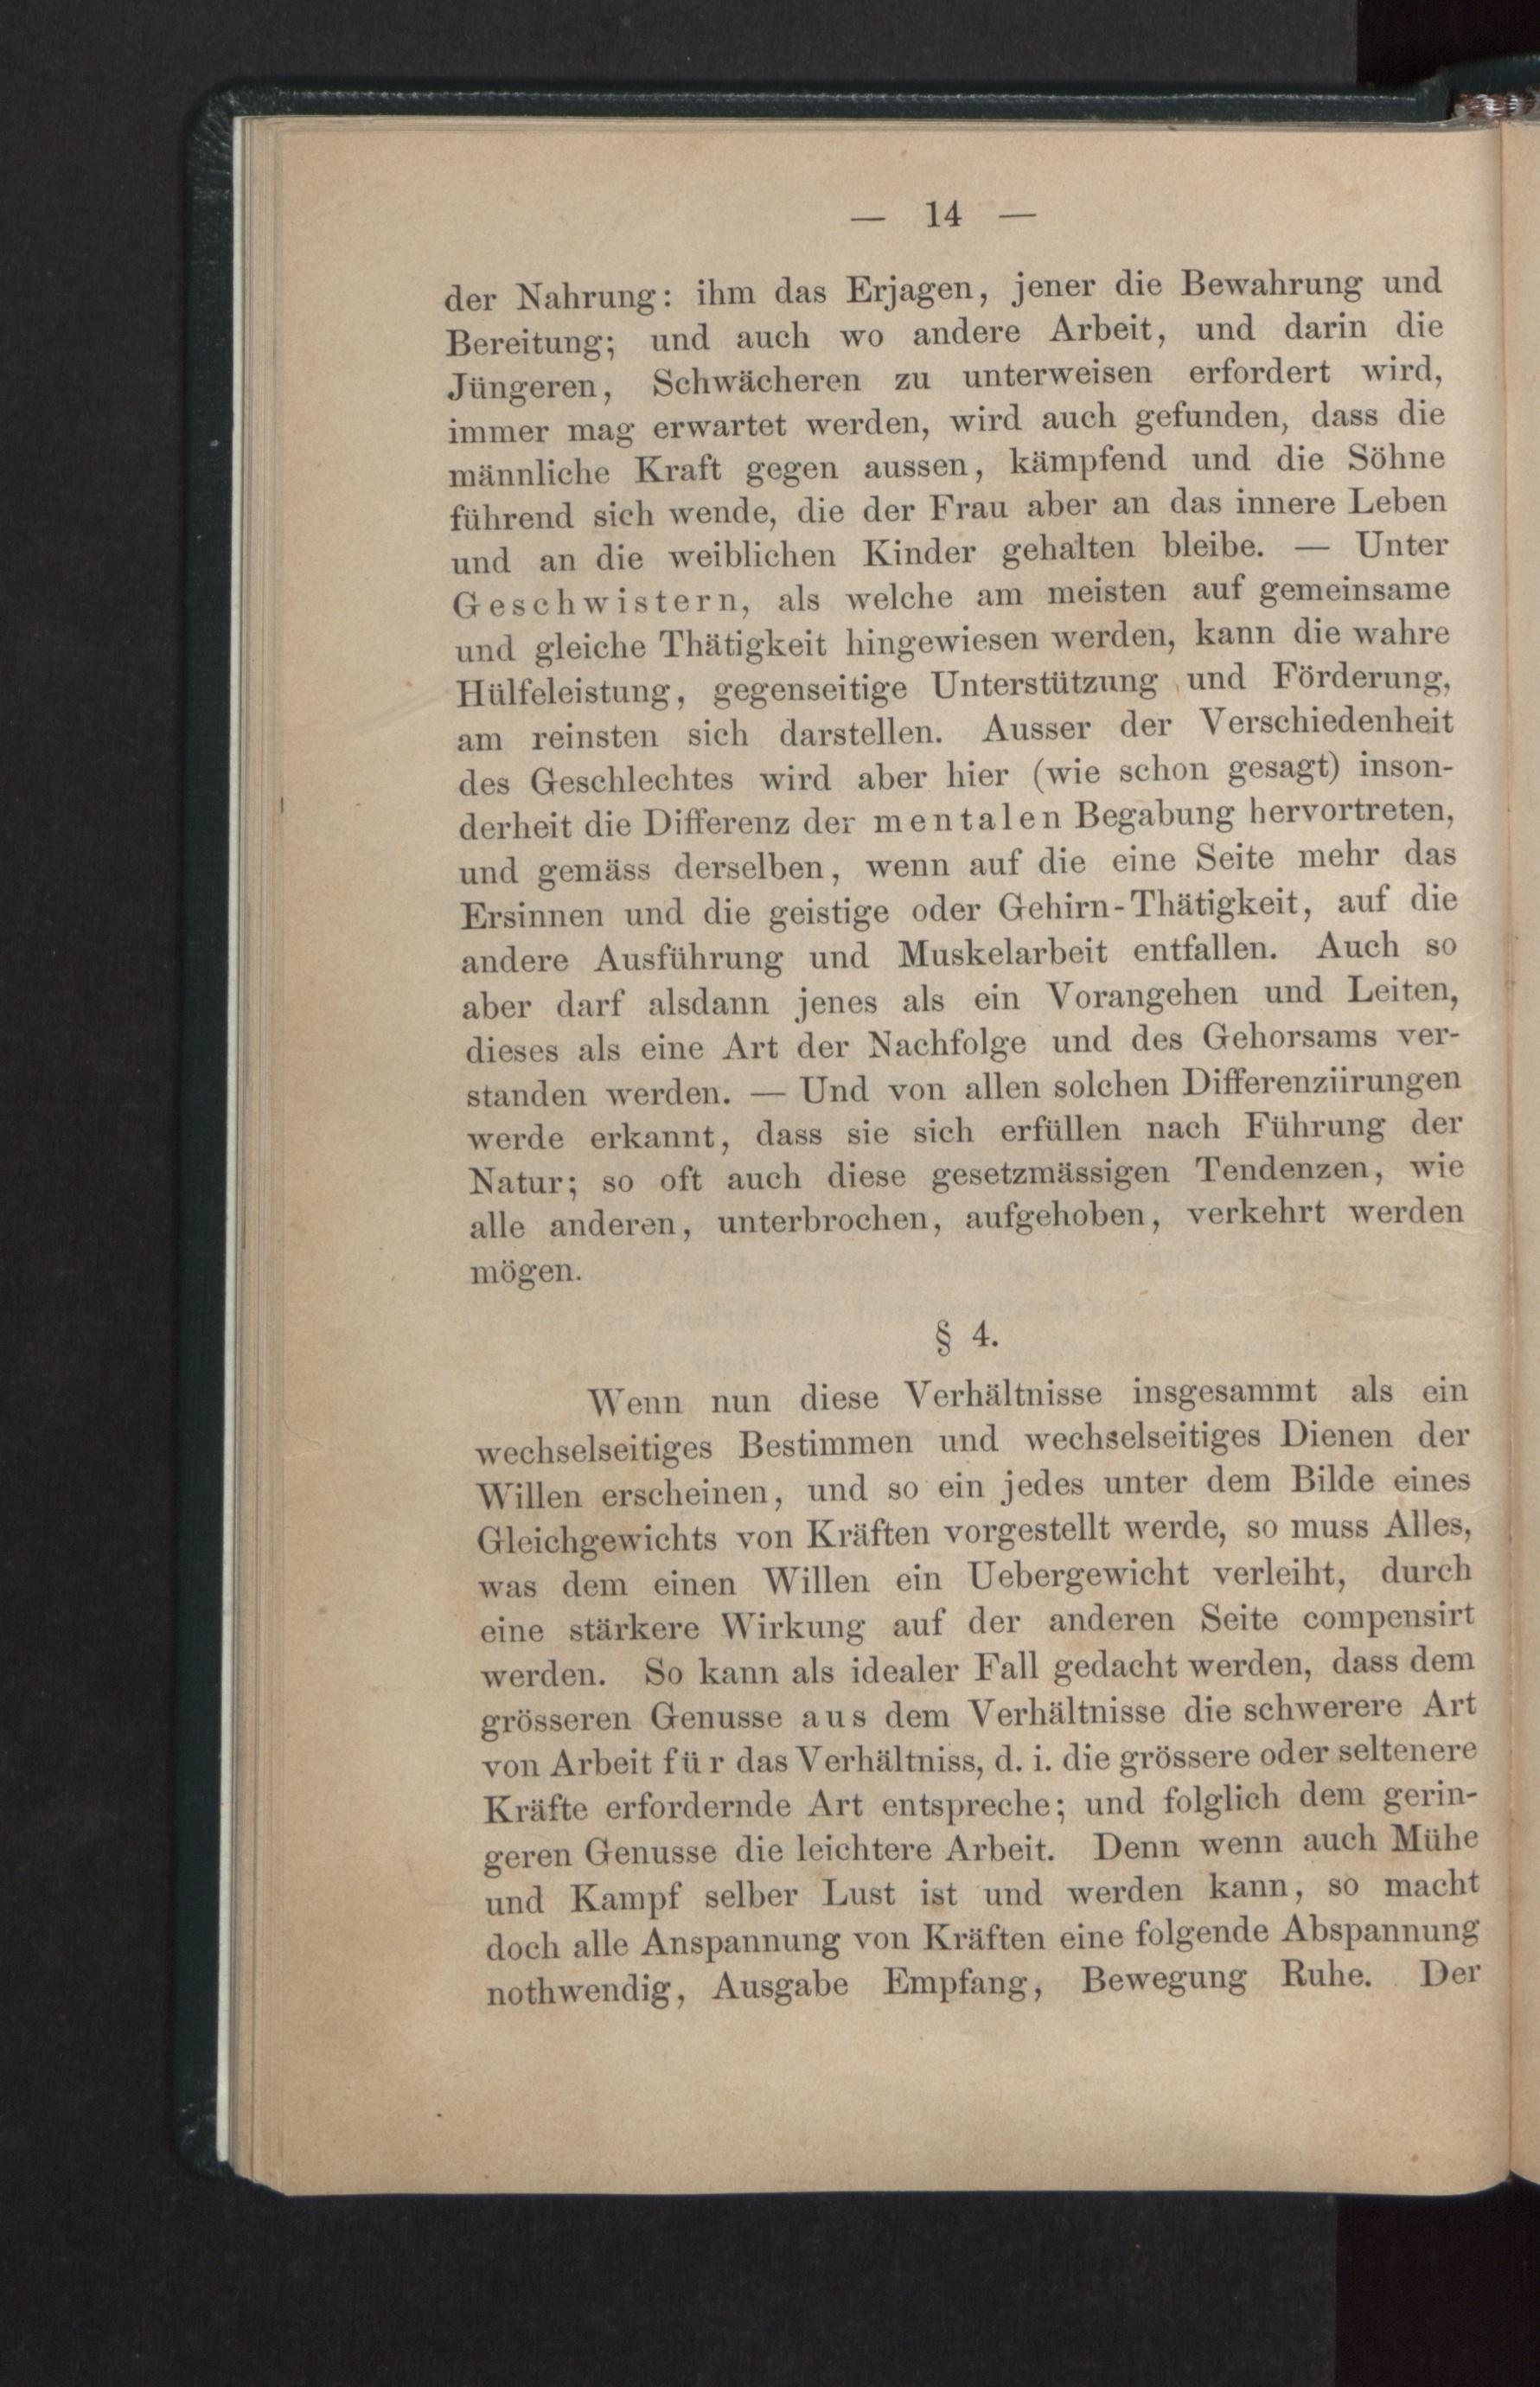 — 14 —
der Nahrung: ihm das Erjagen, jener die Bewahrung und
Bereitung; und auch wo andere Arbeit, und darin die
Jüngeren, Schwächeren zu unterweisen erfordert wird,
immer mag erwartet werden, wird auch gefunden, dass die
männliche Kraft gegen aussen, kämpfend und die Söhne
führend sich wende, die der Frau aber an das innere Leben
und an die weiblichen Kinder gehalten bleibe. — Unter
Geschwistern, als welche am meisten auf gemeinsame
und gleiche Thätigkeit hingewiesen werden, kann die wahre
Hülfeleistung, gegenseitige Unterstützung und Förderung,
am reinsten sich darstellen. Ausser der Verschiedenheit
des Geschlechtes wird aber hier (wie schon gesagt) inson-
derheit die Differenz der mentalen Begabung hervortreten,
und gemäss derselben, wenn auf die eine Seite mehr das
Ersinnen und die geistige oder Gehirn-Thätigkeit, auf die
andere Ausführung und Muskelarbeit entfallen. Auch so
aber darf alsdann jenes als ein Vorangehen und Leiten,
dieses als eine Art der Nachfolge und des Gehorsams ver-
standen werden. — Und von allen solchen Differenziirungen
werde erkannt, dass sie sich erfüllen nach Führung der
Natur; so oft auch diese gesetzmässigen Tendenzen, wie
alle anderen, unterbrochen, aufgehoben, verkehrt werden
mögen.
§ 4.
Wenn nun diese Verhältnisse insgesammt als ein
wechselseitiges Bestimmen und wechselseitiges Dienen der
Willen erscheinen, und so ein jedes unter dem Bilde eines
Gleichgewichts von Kräften vorgestellt werde, so muss Alles,
was dem einen Willen ein Uebergewicht verleiht, durch
eine stärkere Wirkung auf der anderen Seite compensirt
werden. So kann als idealer Fall gedacht werden, dass dem
grösseren Genusse aus dem Verhältnisse die schwerere Art
von Arbeit für das Verhältniss, d. i. die grössere oder seltenere
Kräfte erfordernde Art entspreche; und folglich dem gerin-
geren Genusse die leichtere Arbeit. Denn wenn auch Mühe
und Kampf selber Lust ist und werden kann, so macht
doch alle Anspannung von Kräften eine folgende Abspannung
nothwendig, Ausgabe Empfang, Bewegung Ruhe. Der